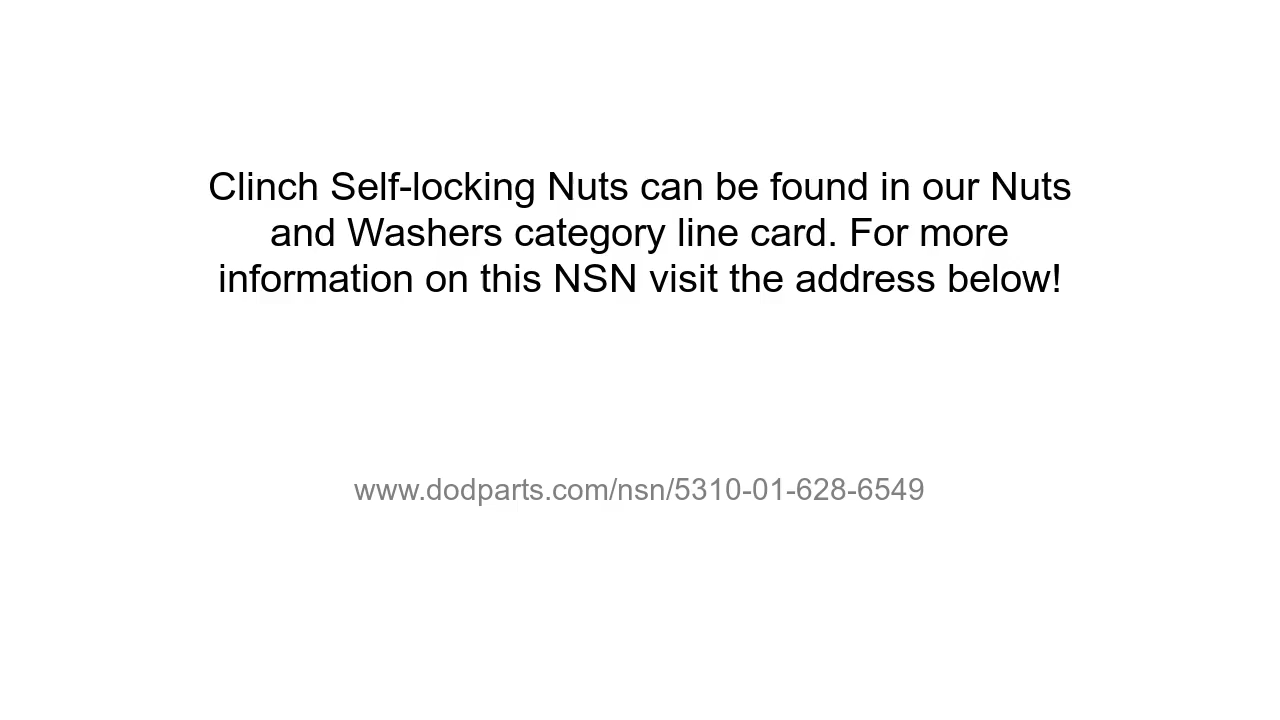 Clinch Self-locking Nuts can be found in our Nuts
and Washers category line card. For more
information on this NSN visit the address below!
www.dodparts.com/nsn/5310-01-628-6549